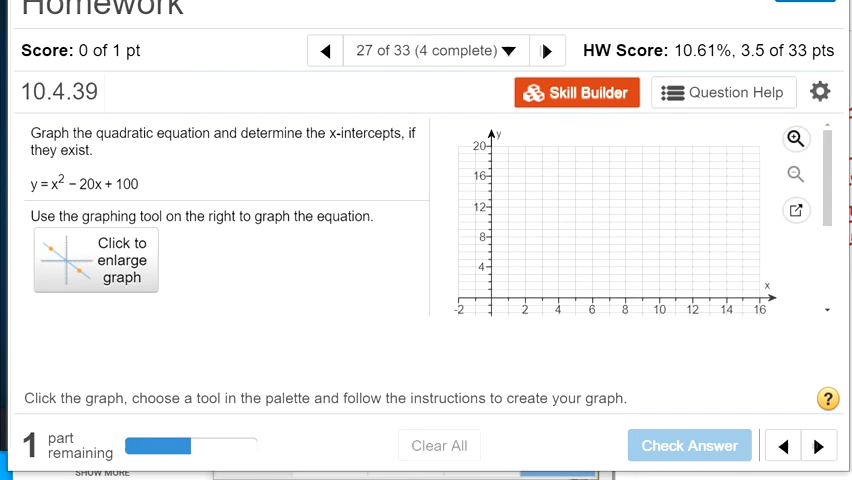 Homework
Score: 0 of 1 pt
27 of 33 (4 complete)
HW Score: 10.61%, 3.5 of 33 pts
10.4.39
Skill Builder
Question Help
Graph the quadratic equation and determine the x-intercepts, if
they exist.
y = x² − 20x + 100
Use the graphing tool on the right to graph the equation.
Click to
enlarge
graph
y
20
16
12
8
4
x
-2 2 4 6 8 10 12 14 16
Click the graph, choose a tool in the palette and follow the instructions to create your graph.
?
1 part
remaining
Clear All
Check Answer
SHOW MORE